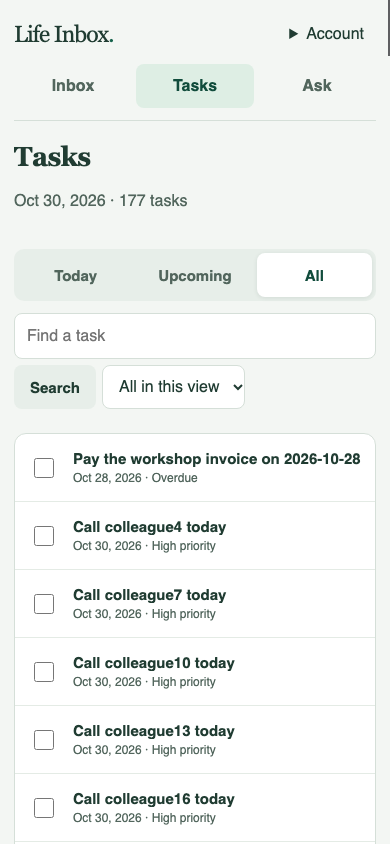 Life Inbox.
▶ Account
Inbox
Tasks
Ask
Tasks
Oct 30, 2026 · 177 tasks
Today
Upcoming
All
Find a task
Search
All in this view
Pay the workshop invoice on 2026-10-28
Oct 28, 2026 · Overdue
Call colleague4 today
Oct 30, 2026 · High priority
Call colleague7 today
Oct 30, 2026 · High priority
Call colleague10 today
Oct 30, 2026 · High priority
Call colleague13 today
Oct 30, 2026 · High priority
Call colleague16 today
Oct 30, 2026 · High priority